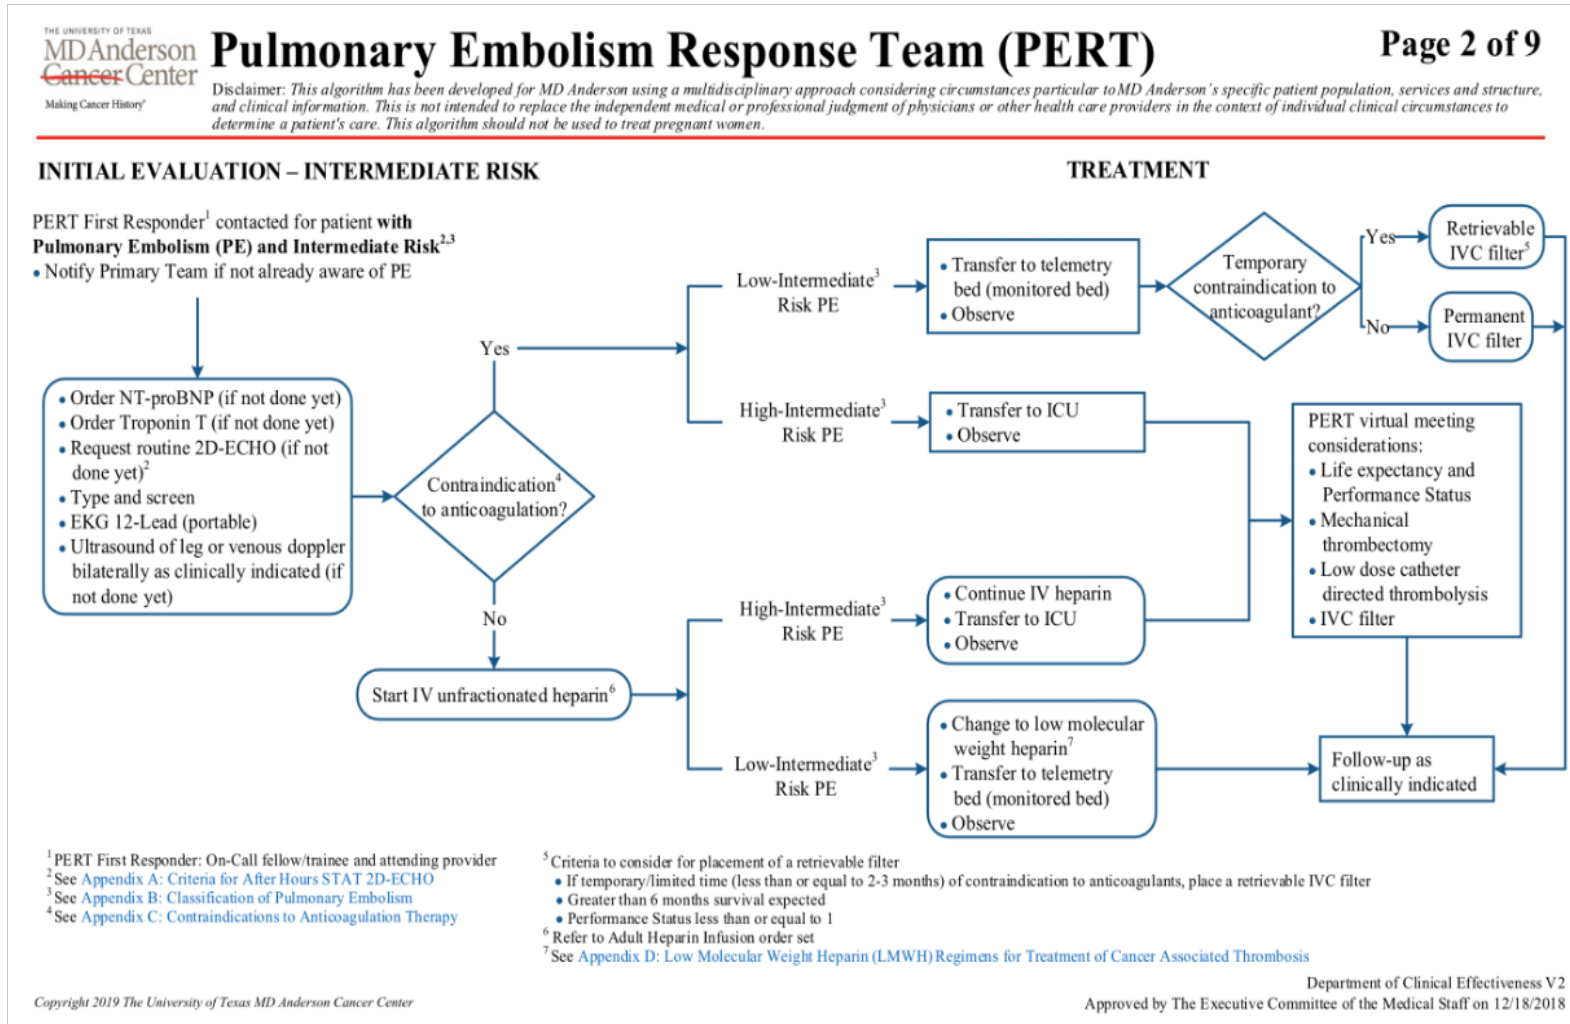 THE UNIVERSITY OF TEXAS
MD Anderson
Cancer Center
Making Cancer History®
Pulmonary Embolism Response Team (PERT)
Page 2 of 9
Disclaimer: This algorithm has been developed for MD Anderson using a multidisciplinary approach considering circumstances particular to MD Anderson's specific patient population, services and structure,
and clinical information. This is not intended to replace the independent medical or professional judgment of physicians or other health care providers in the context of individual clinical circumstances to
determine a patient's care. This algorithm should not be used to treat pregnant women.
INITIAL EVALUATION – INTERMEDIATE RISK
TREATMENT
PERT First Responder¹ contacted for patient with
Pulmonary Embolism (PE) and Intermediate Risk²,³
• Notify Primary Team if not already aware of PE
• Order NT-proBNP (if not done yet)
• Order Troponin T (if not done yet)
• Request routine 2D-ECHO (if not
done yet)²
• Type and screen
• EKG 12-Lead (portable)
• Ultrasound of leg or venous doppler
bilaterally as clinically indicated (if
not done yet)
Contraindication⁴
to anticoagulation?
Yes
No
Start IV unfractionated heparin⁶
Low-Intermediate³
Risk PE
• Transfer to telemetry
bed (monitored bed)
• Observe
Temporary
contraindication to
anticoagulant?
Yes
Retrievable
IVC filter⁵
No
Permanent
IVC filter
High-Intermediate³
Risk PE
• Transfer to ICU
• Observe
PERT virtual meeting
considerations:
• Life expectancy and
Performance Status
• Mechanical
thrombectomy
• Low dose catheter
directed thrombolysis
• IVC filter
High-Intermediate³
Risk PE
• Continue IV heparin
• Transfer to ICU
• Observe
Low-Intermediate³
Risk PE
• Change to low molecular
weight heparin⁷
• Transfer to telemetry
bed (monitored bed)
• Observe
Follow-up as
clinically indicated
¹ PERT First Responder: On-Call fellow/trainee and attending provider
² See Appendix A: Criteria for After Hours STAT 2D-ECHO
³ See Appendix B: Classification of Pulmonary Embolism
⁴ See Appendix C: Contraindications to Anticoagulation Therapy
⁵ Criteria to consider for placement of a retrievable filter
• If temporary/limited time (less than or equal to 2-3 months) of contraindication to anticoagulants, place a retrievable IVC filter
• Greater than 6 months survival expected
• Performance Status less than or equal to 1
⁶ Refer to Adult Heparin Infusion order set
⁷ See Appendix D: Low Molecular Weight Heparin (LMWH) Regimens for Treatment of Cancer Associated Thrombosis
Copyright 2019 The University of Texas MD Anderson Cancer Center
Department of Clinical Effectiveness V2
Approved by The Executive Committee of the Medical Staff on 12/18/2018